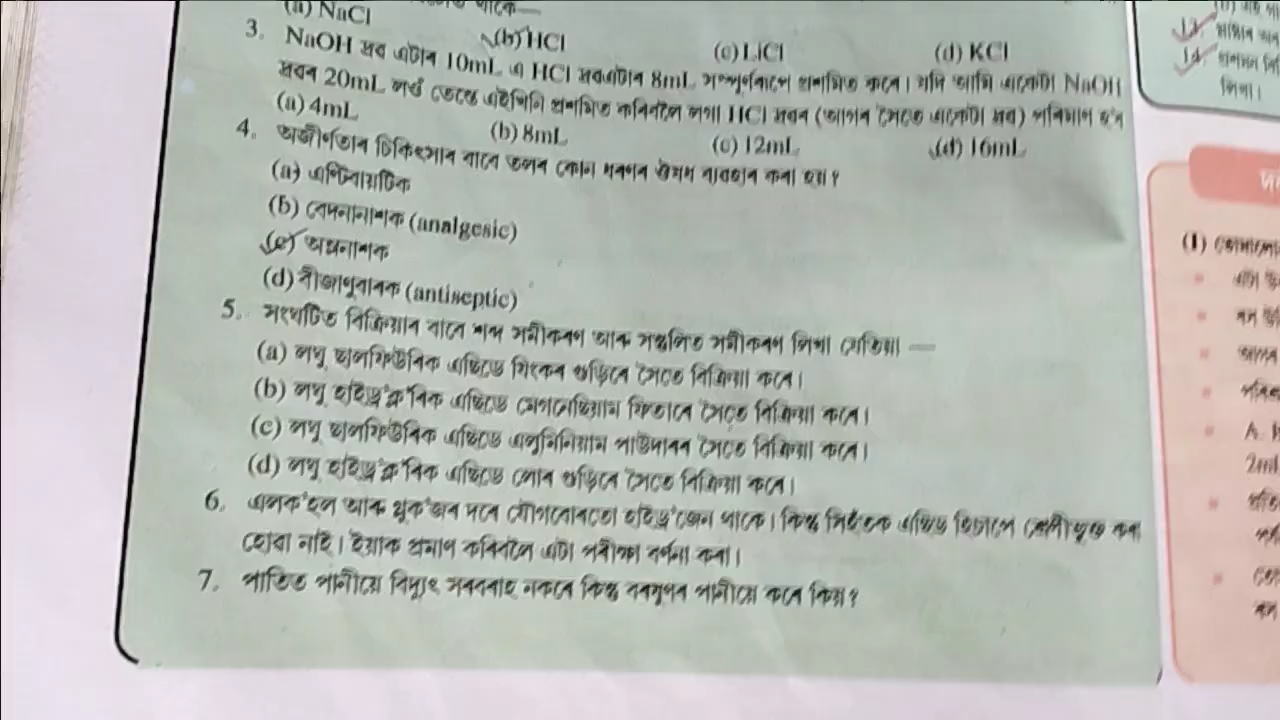 থাকে—
(a) NaCl
(b) HCl
(c) LiCl
(d) KCl
3. NaOH দ্ৰৱ এটাৰ 10mL এ HCl দ্ৰৱএটাৰ 8mL সম্পূৰ্ণৰূপে প্ৰশমিত কৰে। যদি আমি একেটা NaOH
দ্ৰৱৰ 20mL লওঁ তেন্তে এইখিনি প্ৰশমিত কৰিবলৈ লগা HCl দ্ৰৱৰ (আগৰ সৈতে একেটা দ্ৰৱ) পৰিমাণ হ'ব
(a) 4mL
(b) 8mL
(c) 12mL
(d) 16mL
4. অজীৰ্ণতাৰ চিকিৎসাৰ বাবে তলৰ কোন ধৰণৰ ঔষধ ব্যৱহাৰ কৰা হয়?
(a) এণ্টিবায়টিক
(b) বেদনানাশক (analgesic)
(c) অম্লনাশক
(d) বীজাণুবাৰক (antiseptic)
5. সংঘটিত বিক্ৰিয়াৰ বাবে শব্দ সমীকৰণ আৰু সন্তুলিত সমীকৰণ লিখা যেতিয়া —
(a) লঘু ছালফিউৰিক এছিডে যিংকৰ গুড়িৰে সৈতে বিক্ৰিয়া কৰে।
(b) লঘু হাইড্ৰ'ক্ল'ৰিক এছিডে মেগনেছিয়াম ফিতাৰে সৈতে বিক্ৰিয়া কৰে।
(c) লঘু ছালফিউৰিক এছিডে এলুমিনিয়াম পাউদাৰৰ সৈতে বিক্ৰিয়া কৰে।
(d) লঘু হাইড্ৰ'ক্ল'ৰিক এছিডে লোৰ গুড়িৰে সৈতে বিক্ৰিয়া কৰে।
6. এলক'হল আৰু গ্লুক'জৰ দৰে যৌগবোৰতো হাইড্ৰ'জেন থাকে। কিন্তু সিহঁতক এছিড হিচাপে শ্ৰেণীভুক্ত কৰা
হোৱা নাই। ইয়াক প্ৰমাণ কৰিবলৈ এটা পৰীক্ষা বৰ্ণনা কৰা।
7. পাতিত পানীয়ে বিদ্যুৎ সৰবৰাহ নকৰে কিন্তু বৰষুণৰ পানীয়ে কৰে কিয়?
13.
14.
লিখা।
(1)
A.